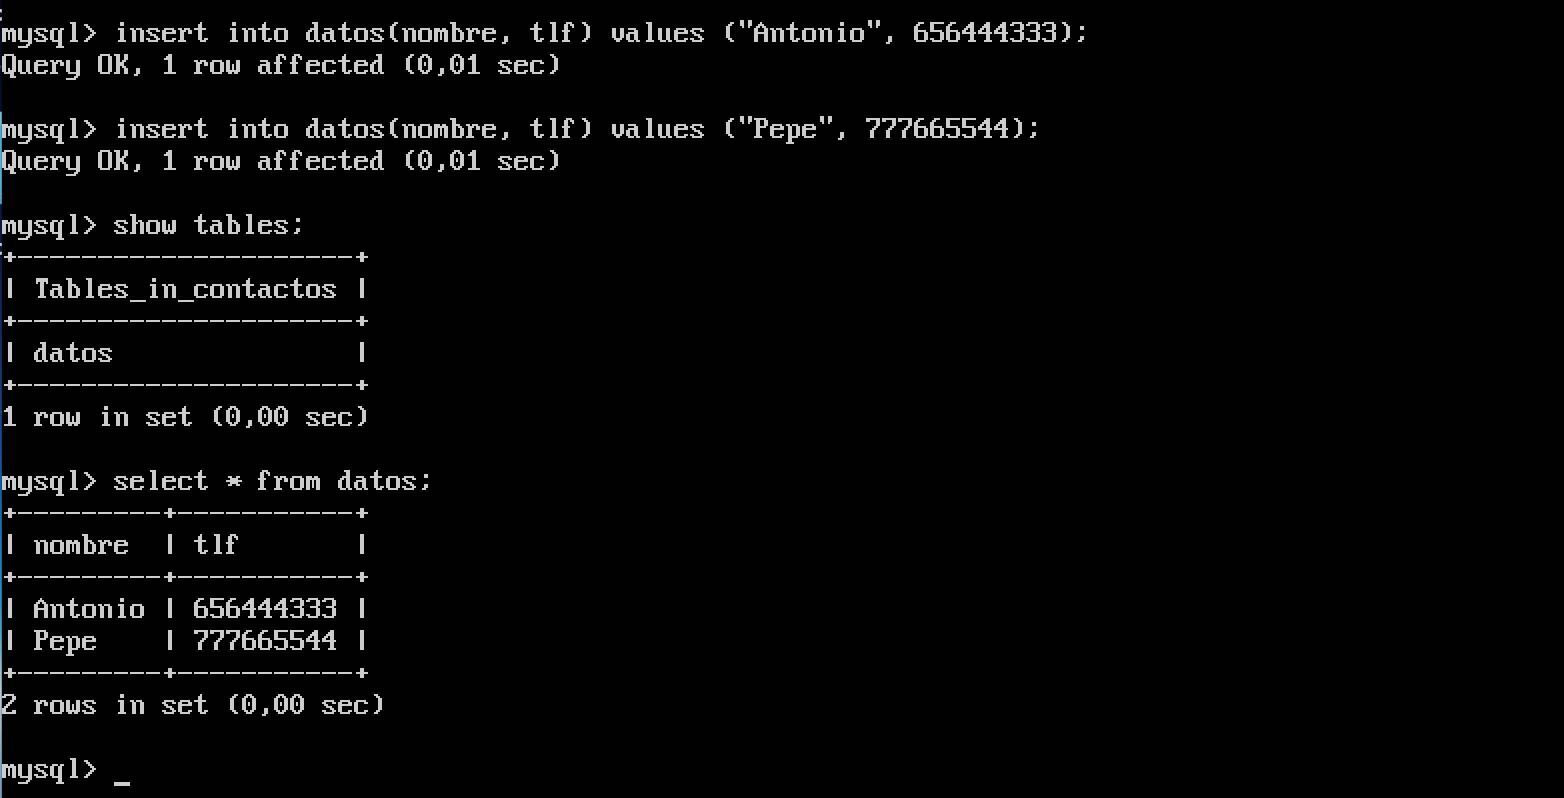 mysql> insert into datos(nombre, tlf) values ("Antonio", 656444333);
Query OK, 1 row affected (0,01 sec)
mysql> insert into datos(nombre, tlf) values ("Pepe", 777665544);
Query OK, 1 row affected (0,01 sec)
mysql> show tables;
+---------------------+
| Tables_in_contactos |
+---------------------+
| datos               |
+---------------------+
1 row in set (0,00 sec)
mysql> select * from datos;
+---------+-----------+
| nombre  | tlf       |
+---------+-----------+
| Antonio | 656444333 |
| Pepe    | 777665544 |
+---------+-----------+
2 rows in set (0,00 sec)
mysql> _